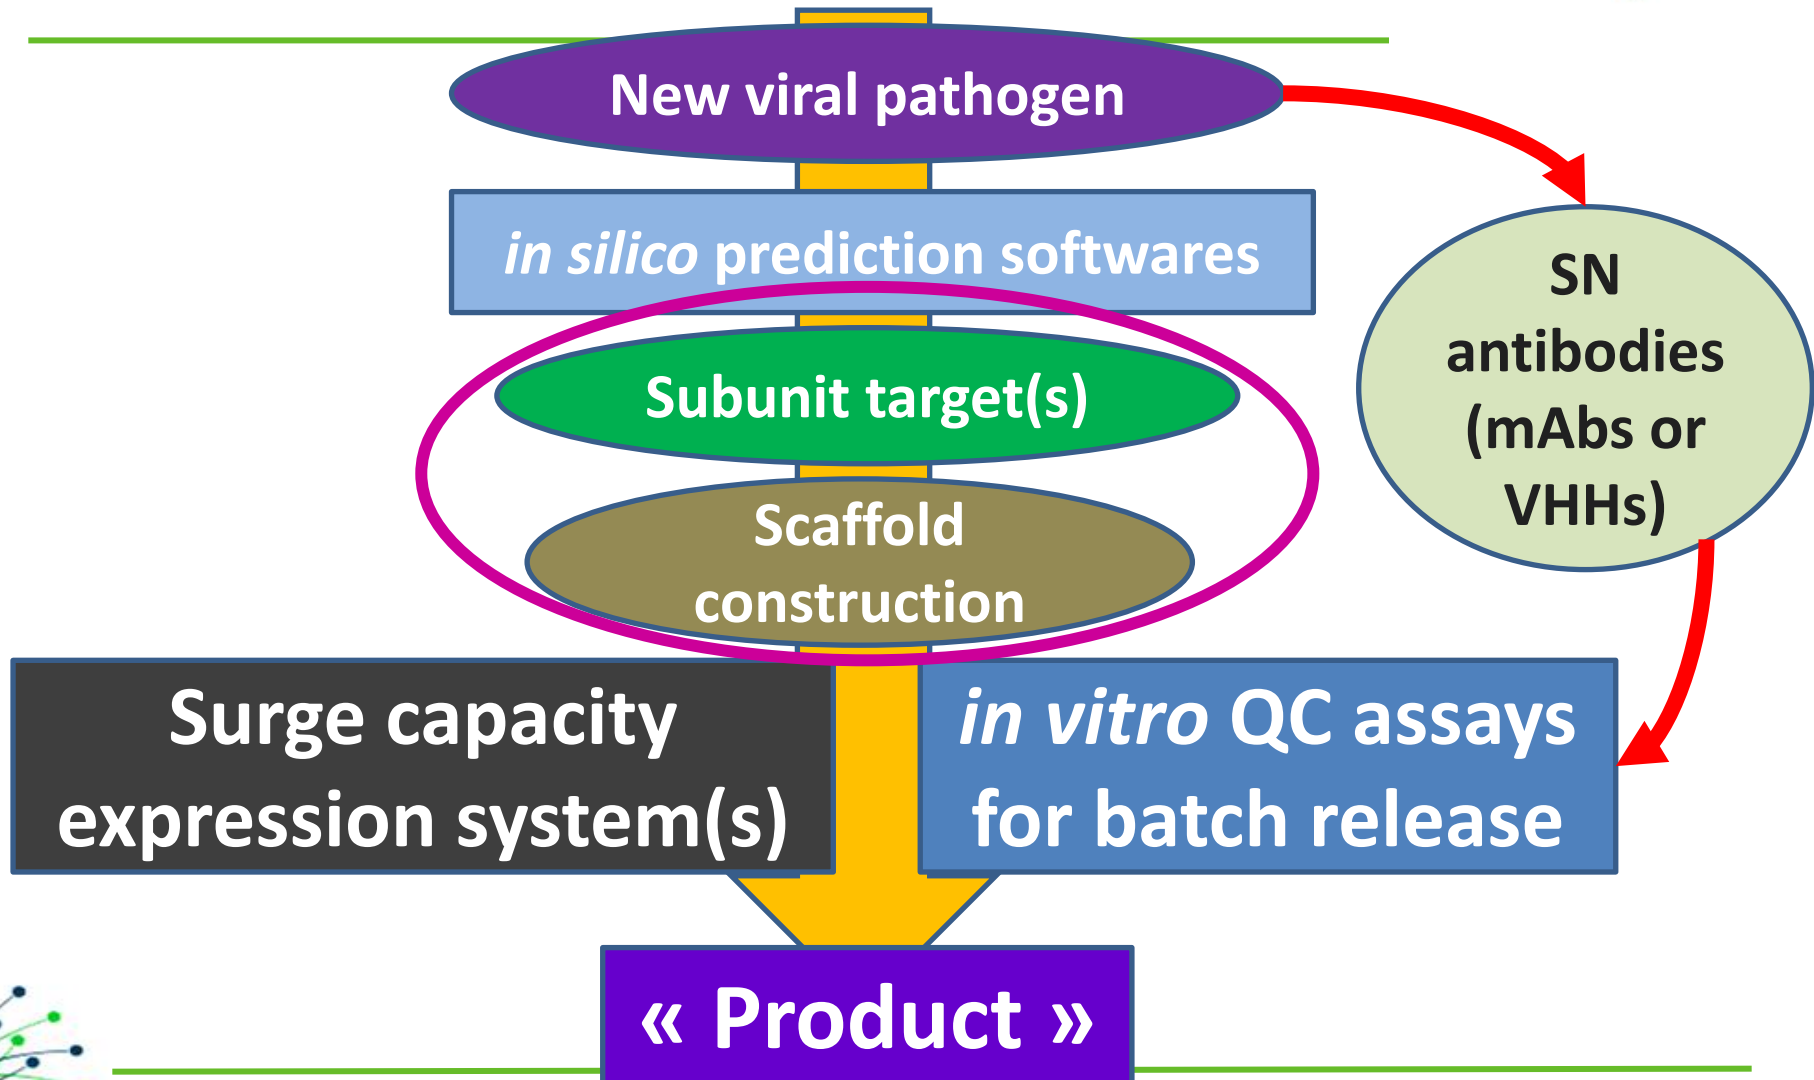 New viral pathogen
in silico prediction softwares
Subunit target(s)
Scaffold
construction
SN
antibodies
(mAbs or
VHHs)
Surge capacity
expression system(s)
in vitro QC assays
for batch release
« Product »